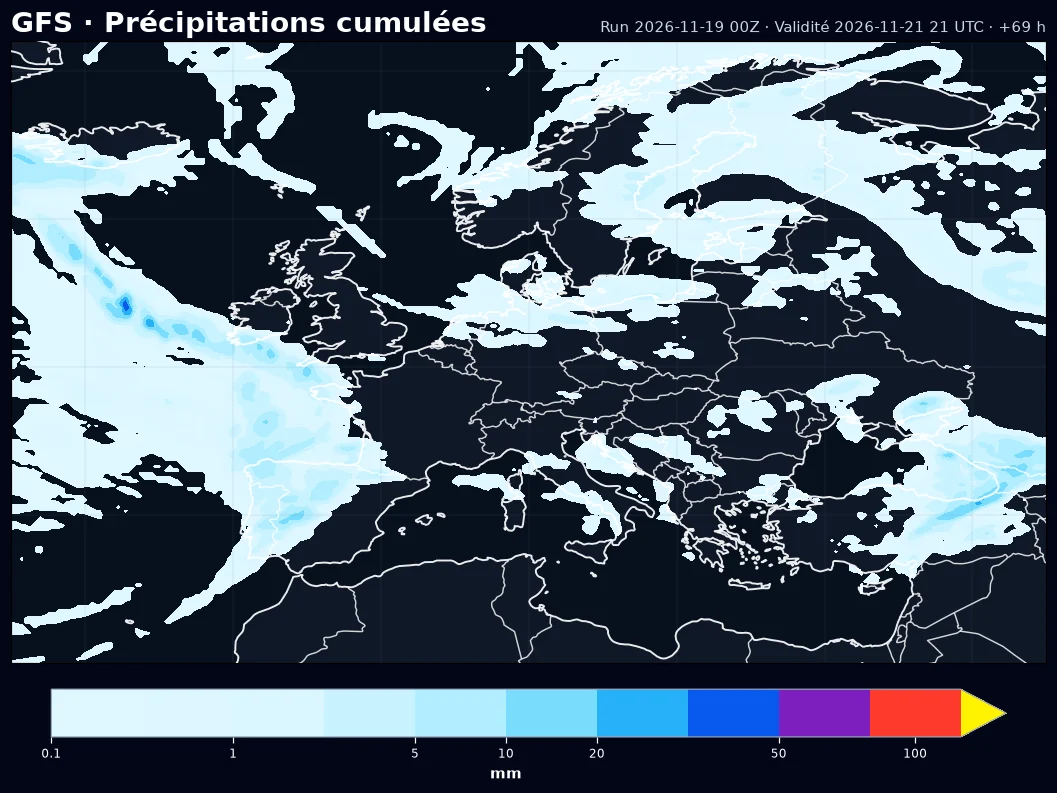 GFS · Précipitations cumulées
Run 2026-11-19 00Z · Validité 2026-11-21 21 UTC · +69 h
0.1 1 5 10 20 50 100
mm